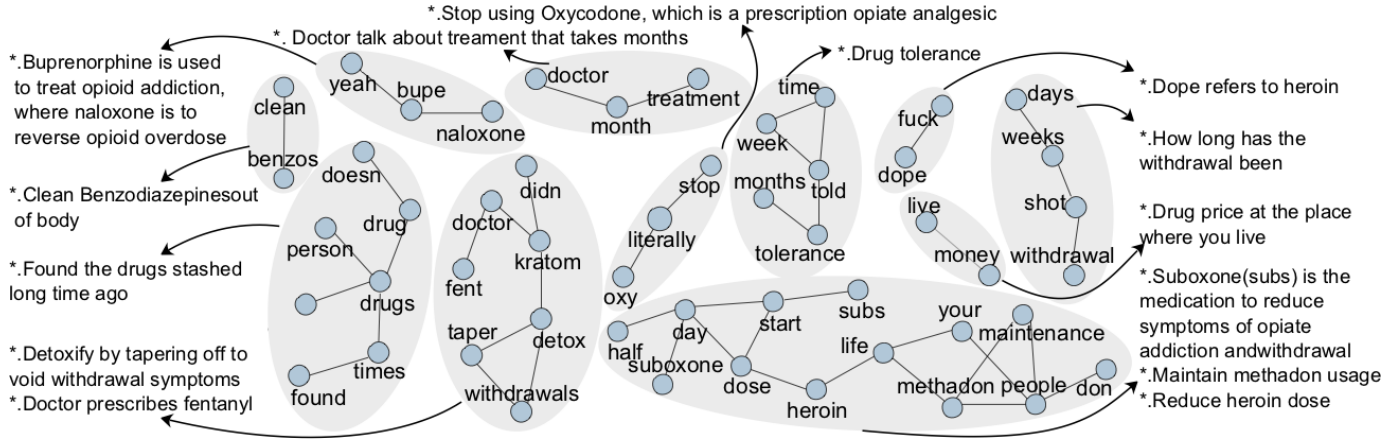 *.Stop using Oxycodone, which is a prescription opiate analgesic
*. Doctor talk about treament that takes months
*.Drug tolerance
*.Buprenorphine is used
to treat opioid addiction,
where naloxone is to
reverse opioid overdose
*.Clean Benzodiazepinesout
of body
*.Found the drugs stashed
long time ago
*.Detoxify by tapering off to
void withdrawal symptoms
*.Doctor prescribes fentanyl
clean
benzos
yeah
bupe
naloxone
doctor
month
treatment
doesn
drug
person
drugs
times
found
didn
doctor
kratom
fent
taper
detox
withdrawals
stop
literally
oxy
time
week
months
told
tolerance
fuck
dope
live
money
days
weeks
shot
withdrawal
half
day
suboxone
start
subs
dose
heroin
life
your
maintenance
methadon
people
don
*.Dope refers to heroin
*.How long has the
withdrawal been
*.Drug price at the place
where you live
*.Suboxone(subs) is the
medication to reduce
symptoms of opiate
addiction andwithdrawal
*.Maintain methadon usage
*.Reduce heroin dose